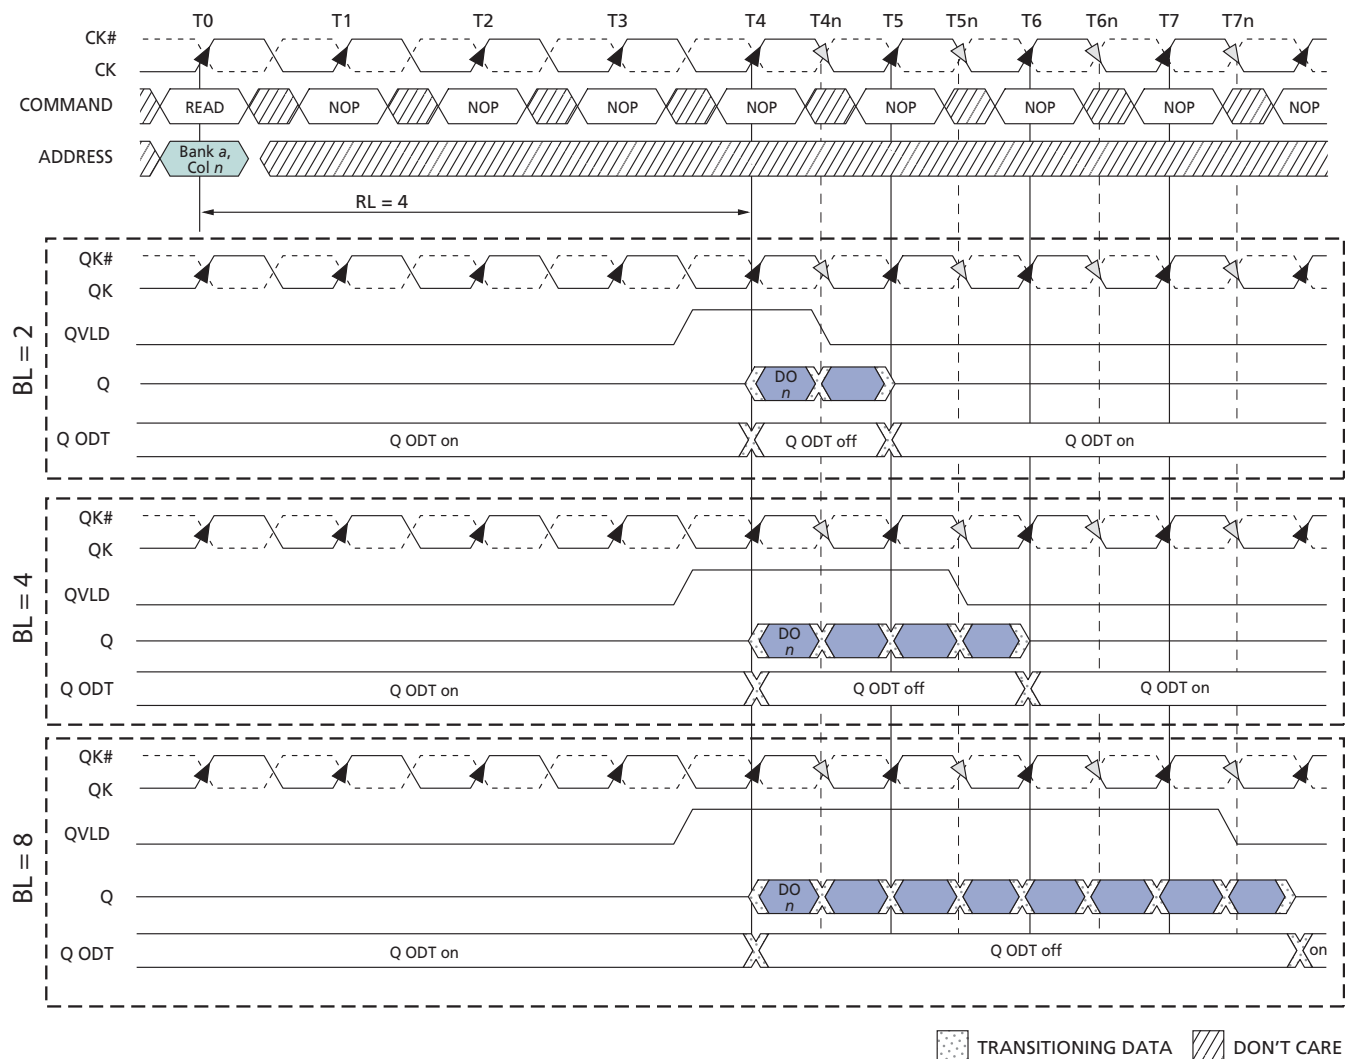 T0 T1 T2 T3 T4 T4n T5 T5n T6 T6n T7 T7n
CK#
CK
COMMAND READ NOP NOP NOP NOP NOP NOP NOP NOP
ADDRESS Bank a,
Col n
RL = 4
BL = 2
QK#
QK
QVLD
Q DO
n
Q ODT Q ODT on Q ODT off Q ODT on
BL = 4
QK#
QK
QVLD
Q DO
n
Q ODT Q ODT on Q ODT off Q ODT on
BL = 8
QK#
QK
QVLD
Q DO
n
Q ODT Q ODT on Q ODT off on
TRANSITIONING DATA DON'T CARE